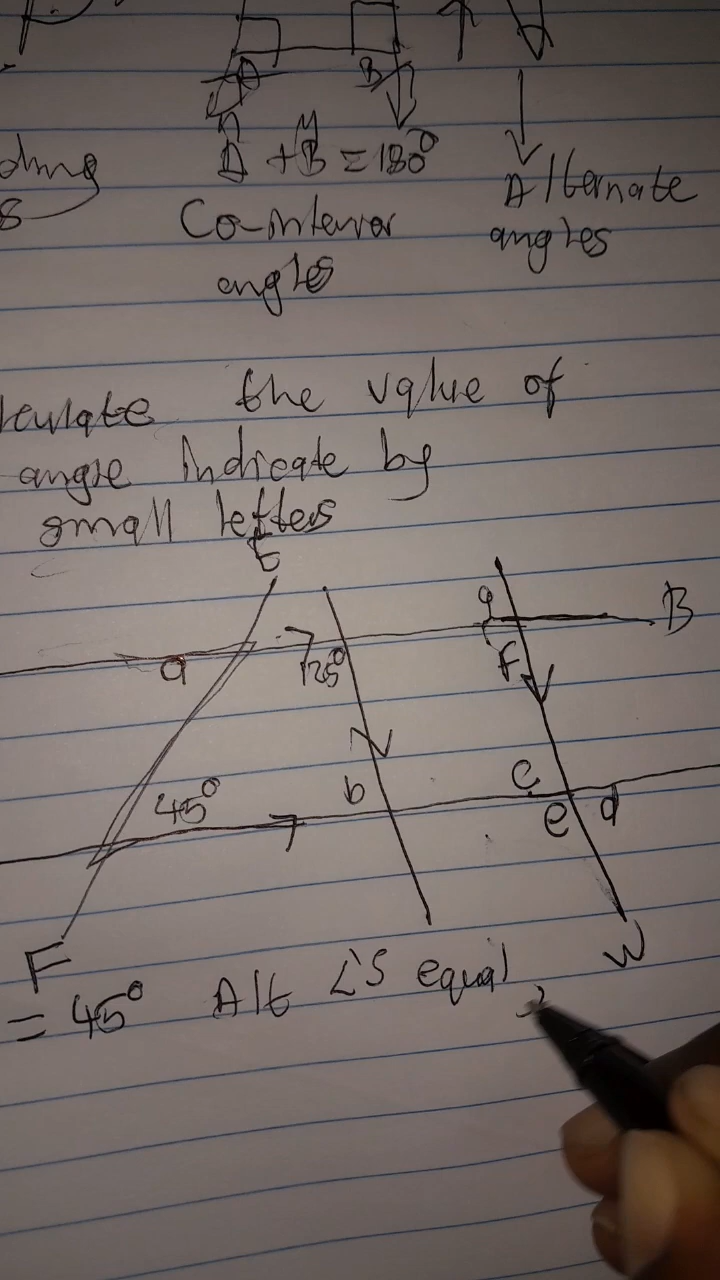 A B
A + B = 180°
Co-interior
angles
Alternate
angles
the value of
angle indicate by
small letters
E
g
B
a
125°
f
45°
b
c
e d
F
W
= 45° Alt ∠'S equal